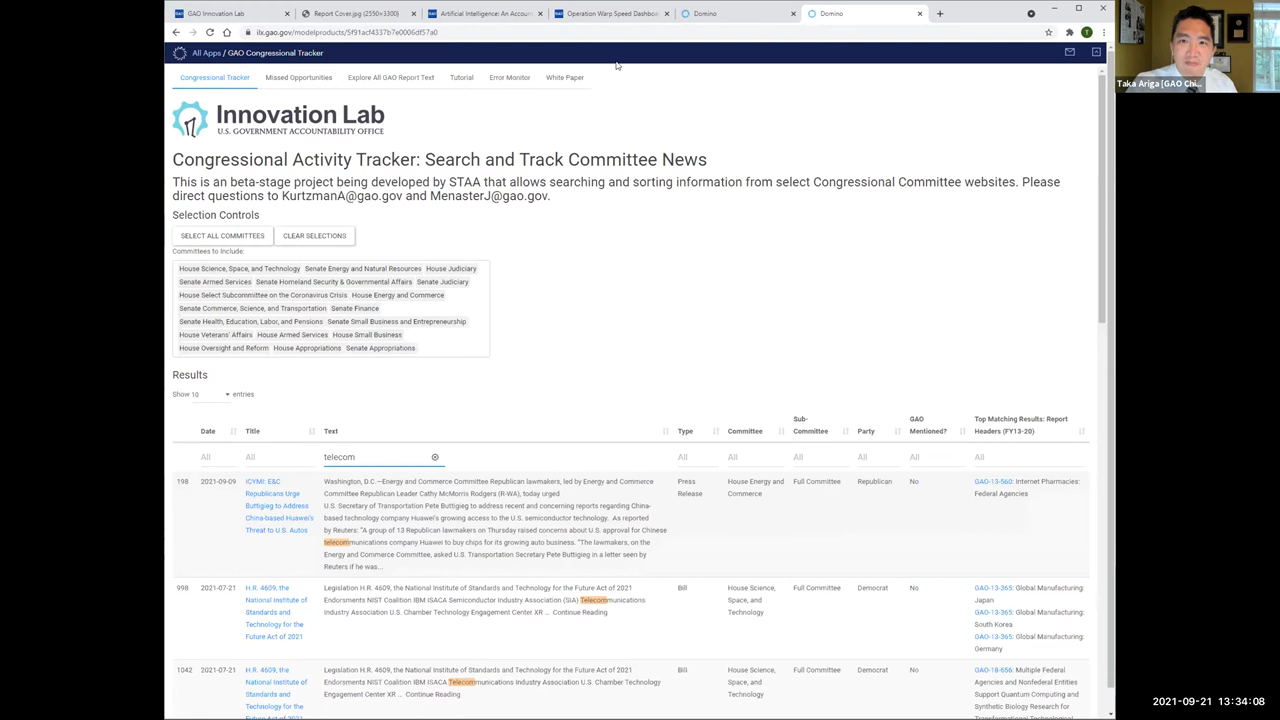 GAO Innovation Lab
Report Cover.jpg (2550×3300)
Artificial Intelligence: An Accoun
Operation Warp Speed Dashboa
Domino
Domino
ilx.gao.gov/modelproducts/5f91acf4337b7e0006df57a0
T
All Apps / GAO Congressional Tracker
Congressional Tracker Missed Opportunities Explore All GAO Report Text Tutorial Error Monitor White Paper
Taka Ariga [GAO Chi...
Innovation Lab
U.S. GOVERNMENT ACCOUNTABILITY OFFICE
Congressional Activity Tracker: Search and Track Committee News
This is an beta-stage project being developed by STAA that allows searching and sorting information from select Congressional Committee websites. Please
direct questions to KurtzmanA@gao.gov and MenasterJ@gao.gov.
Selection Controls
SELECT ALL COMMITTEES CLEAR SELECTIONS
Committees to Include:
House Science, Space, and Technology Senate Energy and Natural Resources House Judiciary
Senate Armed Services Senate Homeland Security & Governmental Affairs Senate Judiciary
House Select Subcommittee on the Coronavirus Crisis House Energy and Commerce
Senate Commerce, Science, and Transportation Senate Finance
Senate Health, Education, Labor, and Pensions Senate Small Business and Entrepreneurship
House Veterans' Affairs House Armed Services House Small Business
House Oversight and Reform House Appropriations Senate Appropriations
Results
Show 10 entries
Date Title Text Type Committee Sub-
Committee Party GAO
Mentioned? Top Matching Results: Report
Headers (FY13-20)
All All telecom All All All All All All
198 2021-09-09
ICYMI: E&C
Republicans Urge
Buttigieg to Address
China-based Huawei's
Threat to U.S. Autos
Washington, D.C. —Energy and Commerce Committee Republican lawmakers, led by Energy and Commerce
Committee Republican Leader Cathy McMorris Rodgers (R-WA), today urged
U.S. Secretary of Transportation Pete Buttigieg to address recent and concerning reports regarding China-
based technology company Huawei's growing access to the U.S. semiconductor technology. As reported
by Reuters: "A group of 13 Republican lawmakers on Thursday raised concerns about U.S. approval for Chinese
telecommunications company Huawei to buy chips for its growing auto business. "The lawmakers, on the
Energy and Commerce Committee, asked U.S. Transportation Secretary Pete Buttigieg in a letter seen by
Reuters if he was...
Press
Release
House Energy and
Commerce
Full Committee
Republican
No
GAO-13-560: Internet Pharmacies:
Federal Agencies
998 2021-07-21
H.R. 4609, the
National Institute of
Standards and
Technology for the
Future Act of 2021
Legislation H.R. 4609, the National Institute of Standards and Technology for the Future Act of 2021
Endorsments NIST Coalition IBM ISACA Semiconductor Industry Association (SIA) Telecommunications
Industry Association U.S. Chamber Technology Engagement Center XR ... Continue Reading
Bill
House Science,
Space, and
Technology
Full Committee
Democrat
No
GAO-13-365: Global Manufacturing:
Japan
GAO-13-365: Global Manufacturing:
South Korea
GAO-13-365: Global Manufacturing:
Germany
1042 2021-07-21
H.R. 4609, the
National Institute of
Standards and
Technology for the
Future Act of 2021
Legislation H.R. 4609, the National Institute of Standards and Technology for the Future Act of 2021
Endorsments NIST Coalition IBM ISACA Telecommunications Industry Association U.S. Chamber Technology
Engagement Center XR ... Continue Reading
Bill
House Science,
Space, and
Technology
Full Committee
Democrat
No
GAO-18-656: Multiple Federal
Agencies and Nonfederal Entities
Support Quantum Computing and
Synthetic Biology Research for
Transformational Technological
2021-09-21 13:34:08